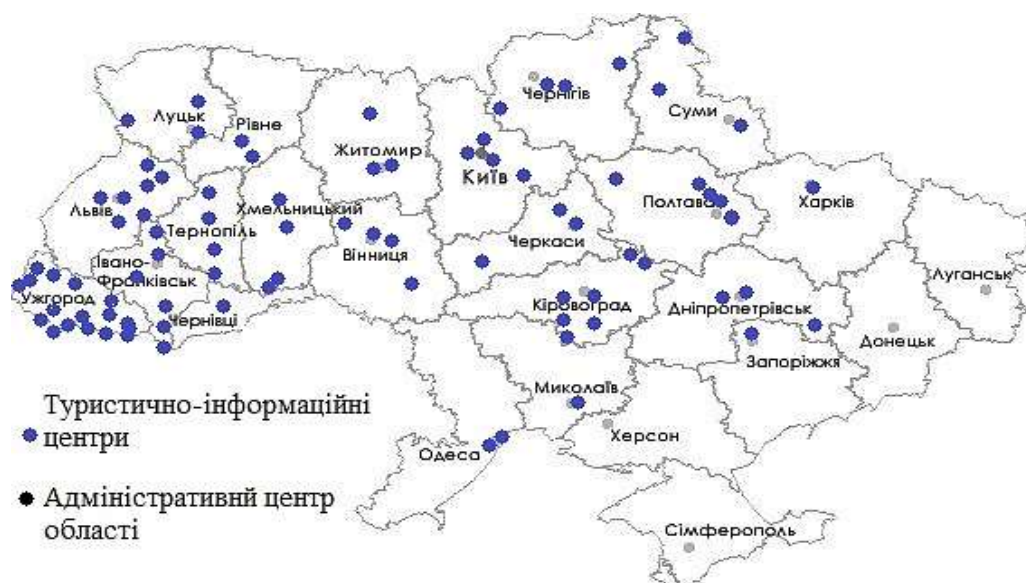 Чернігів
Суми
Луцьк
Рівне
Житомир
Київ
Львів
Хмельницький
Тернопіль
Полтава
Харків
Вінниця
Черкаси
Івано-
Франківськ
Ужгород
Чернівці
Кіровоград
Дніпропетрівськ
Луганськ
Донецьк
Запоріжжя
Миколаїв
Херсон
Одеса
Сімферополь
Туристично-інформаційні
центри
Адміністративнй центр
області